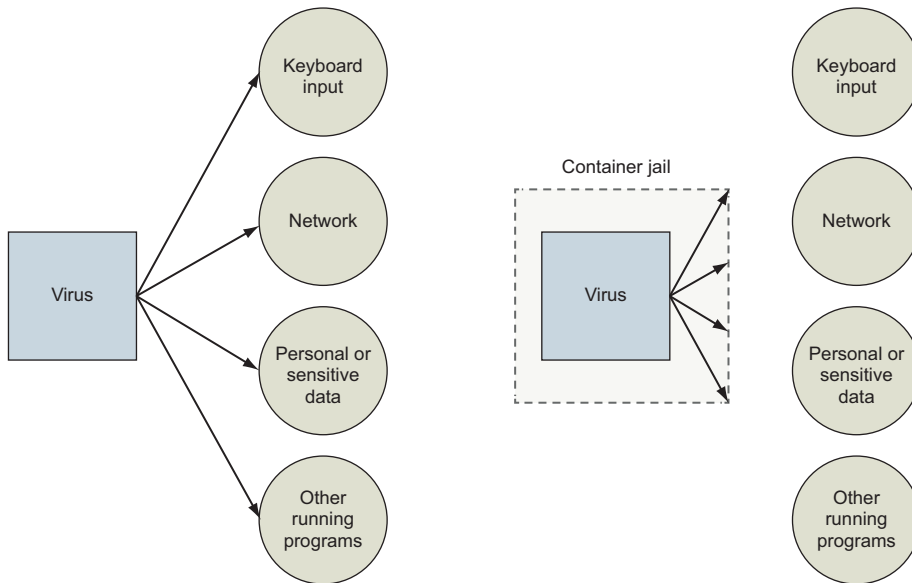 Keyboard
input
Network
Virus
Personal or
sensitive
data
Other
running
programs
Container jail
Virus
Keyboard
input
Network
Personal or
sensitive
data
Other
running
programs